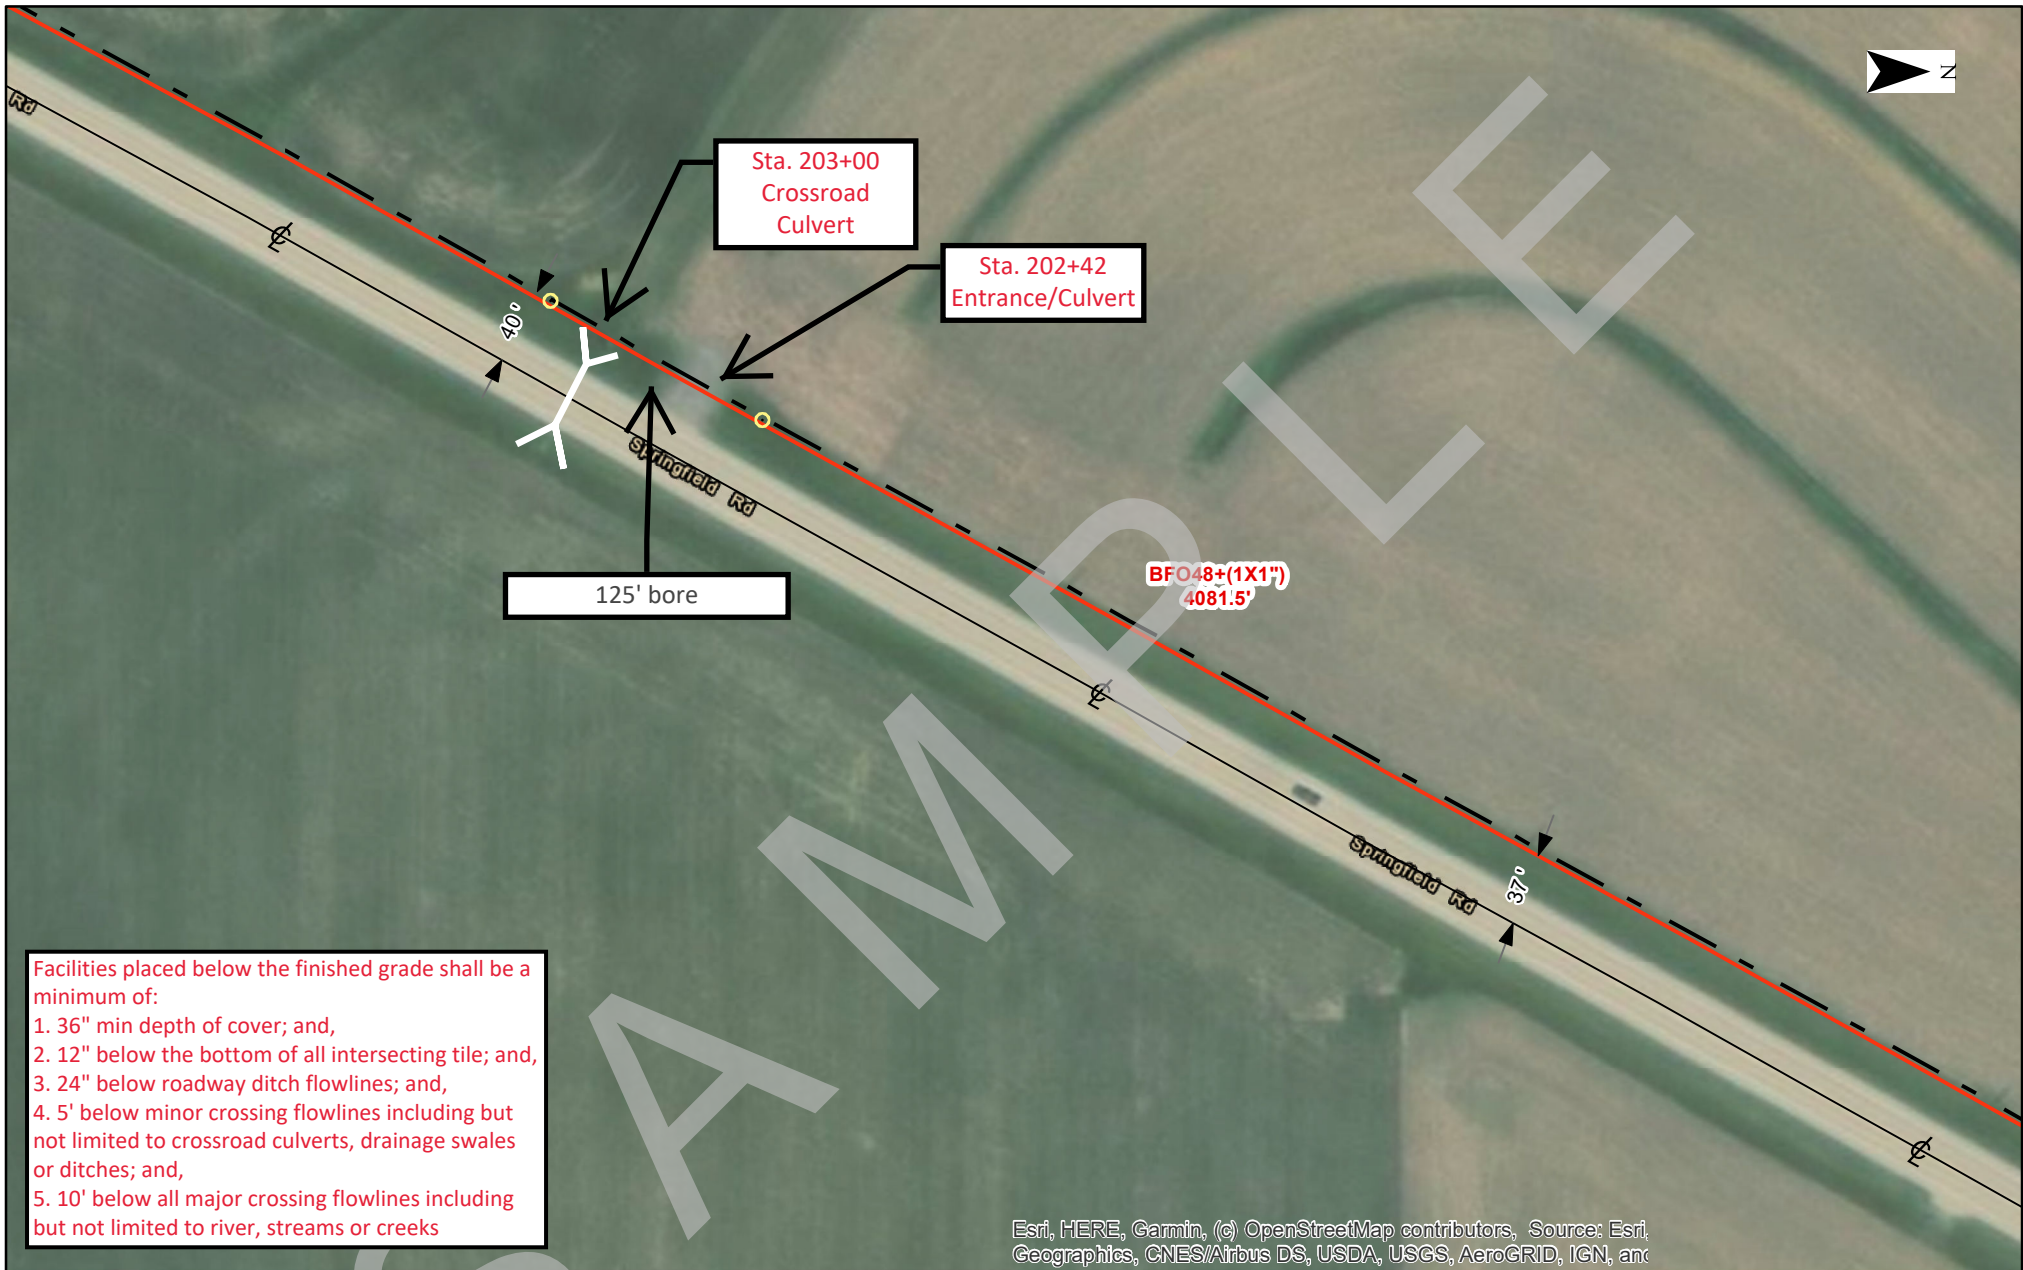 Rd
N
Sta. 203+00
Crossroad
Culvert
Sta. 202+42
Entrance/Culvert
40'
Springfield Rd
125' bore
BFO48+(1X1")
4081.5'
Springfield Rd
37'
Facilities placed below the finished grade shall be a
minimum of:
1. 36" min depth of cover; and,
2. 12" below the bottom of all intersecting tile; and,
3. 24" below roadway ditch flowlines; and,
4. 5' below minor crossing flowlines including but
not limited to crossroad culverts, drainage swales
or ditches; and,
5. 10' below all major crossing flowlines including
but not limited to river, streams or creeks
Esri, HERE, Garmin, (c) OpenStreetMap contributors, Source: Esri,
Geographics, CNES/Airbus DS, USDA, USGS, AeroGRID, IGN, and
SAMPLE
℄
℄
℄